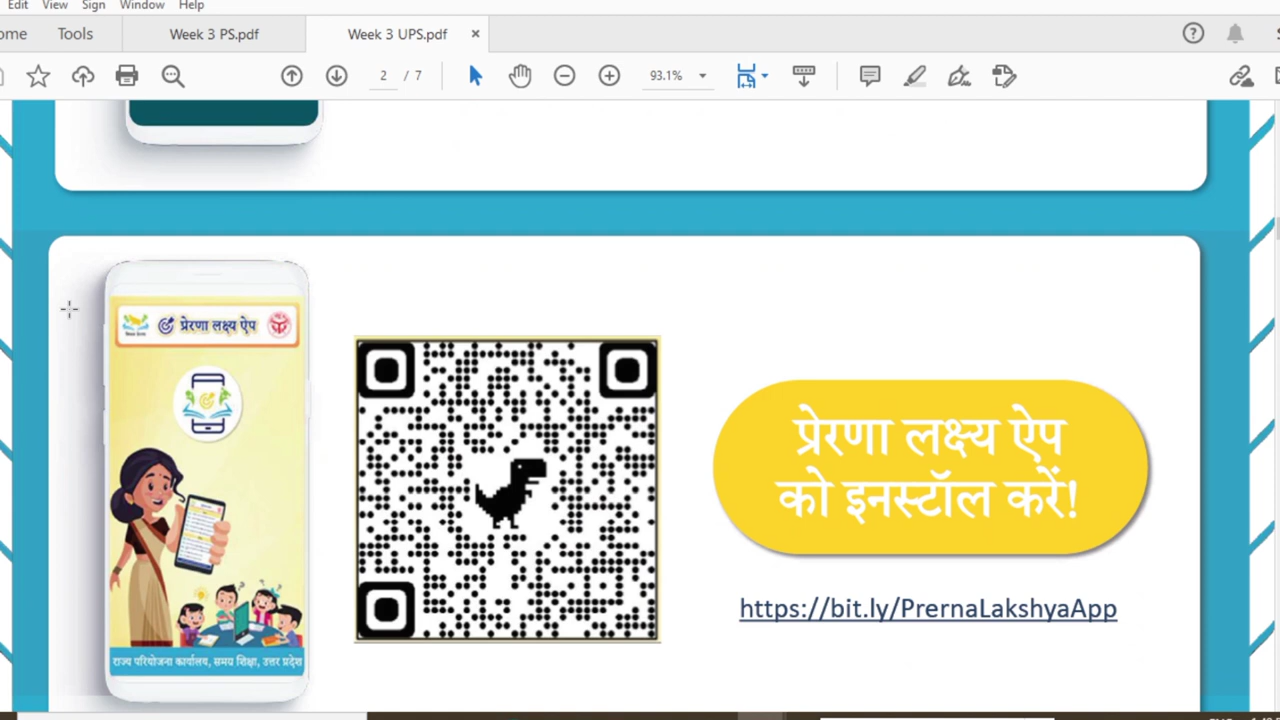 Edit View Sign Window Help
ome Tools Week 3 PS.pdf Week 3 UPS.pdf ×
2 / 7 93.1%
प्रेरणा लक्ष्य ऐप
राज्य परियोजना कार्यालय, समग्र शिक्षा, उत्तर प्रदेश
प्रेरणा लक्ष्य ऐप
को इनस्टॉल करें!
https://bit.ly/PrernaLakshyaApp